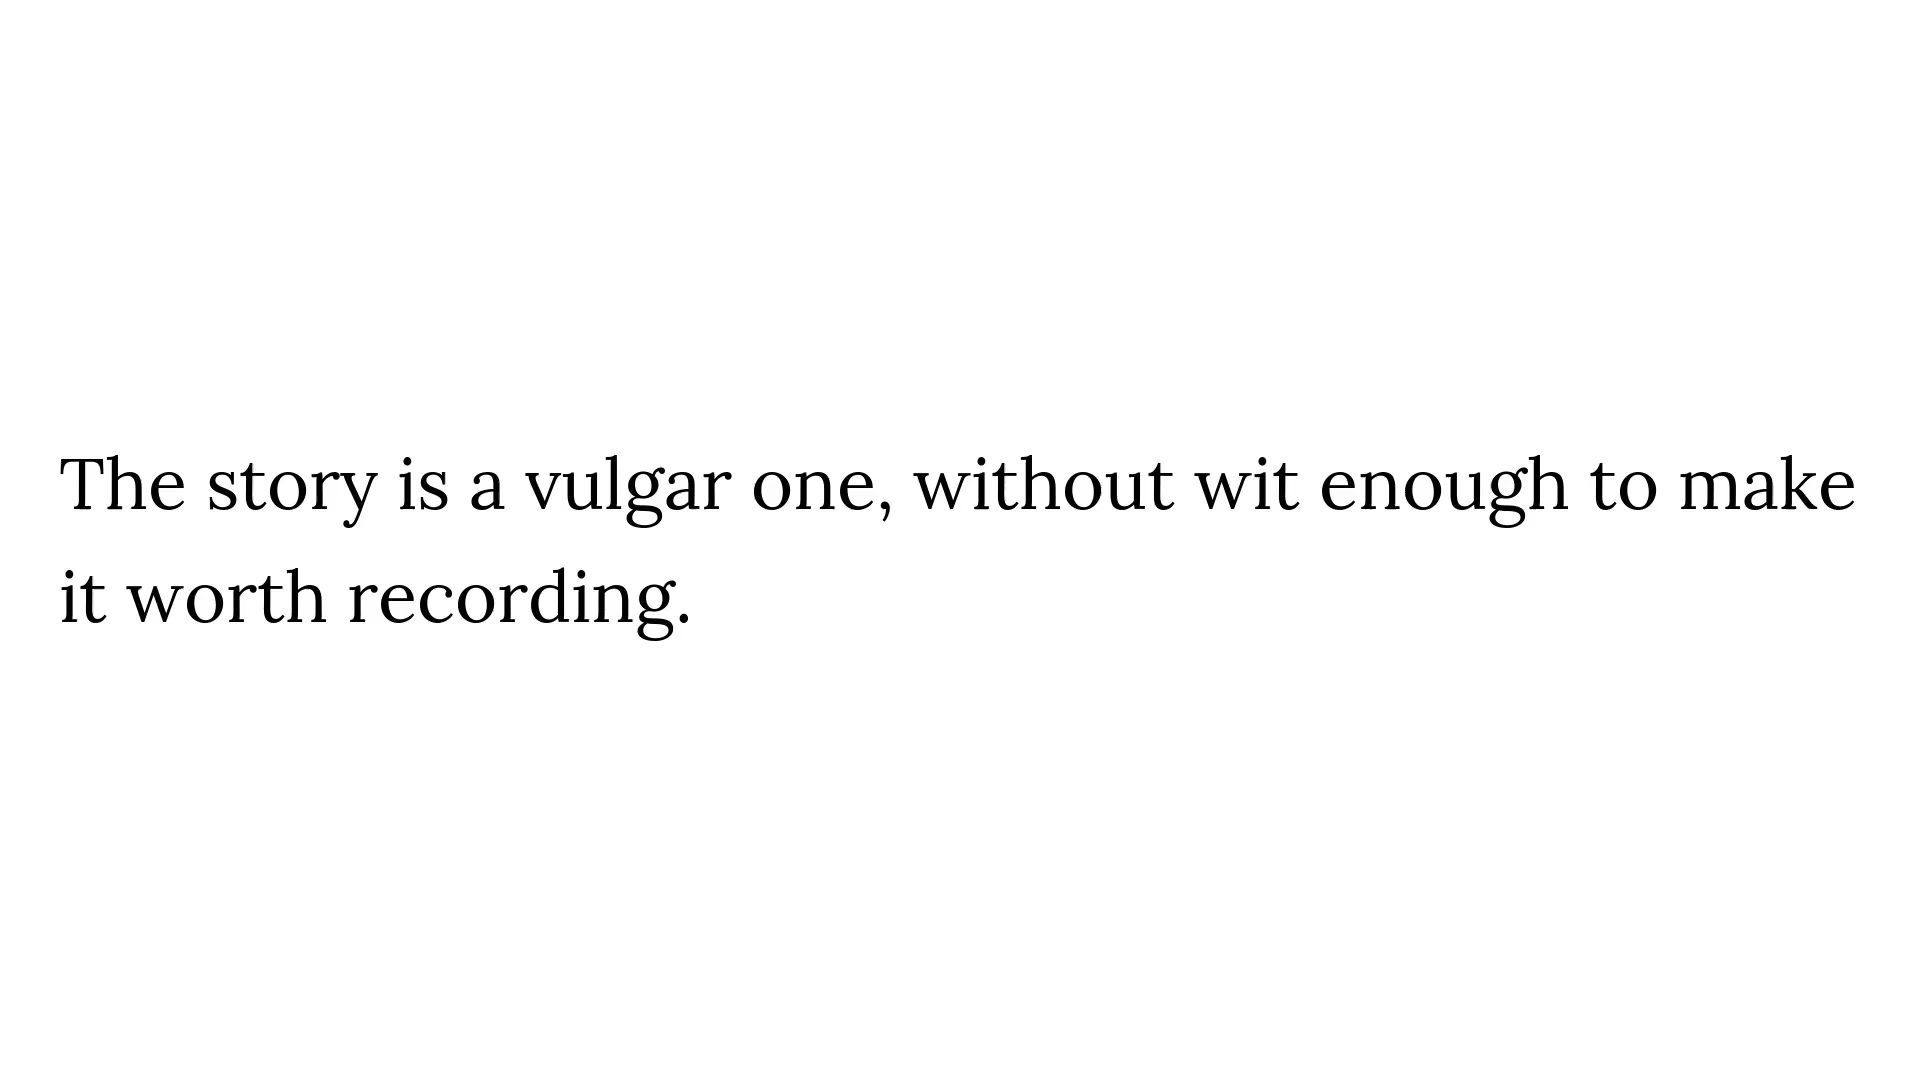 The story is a vulgar one, without wit enough to make
it worth recording.